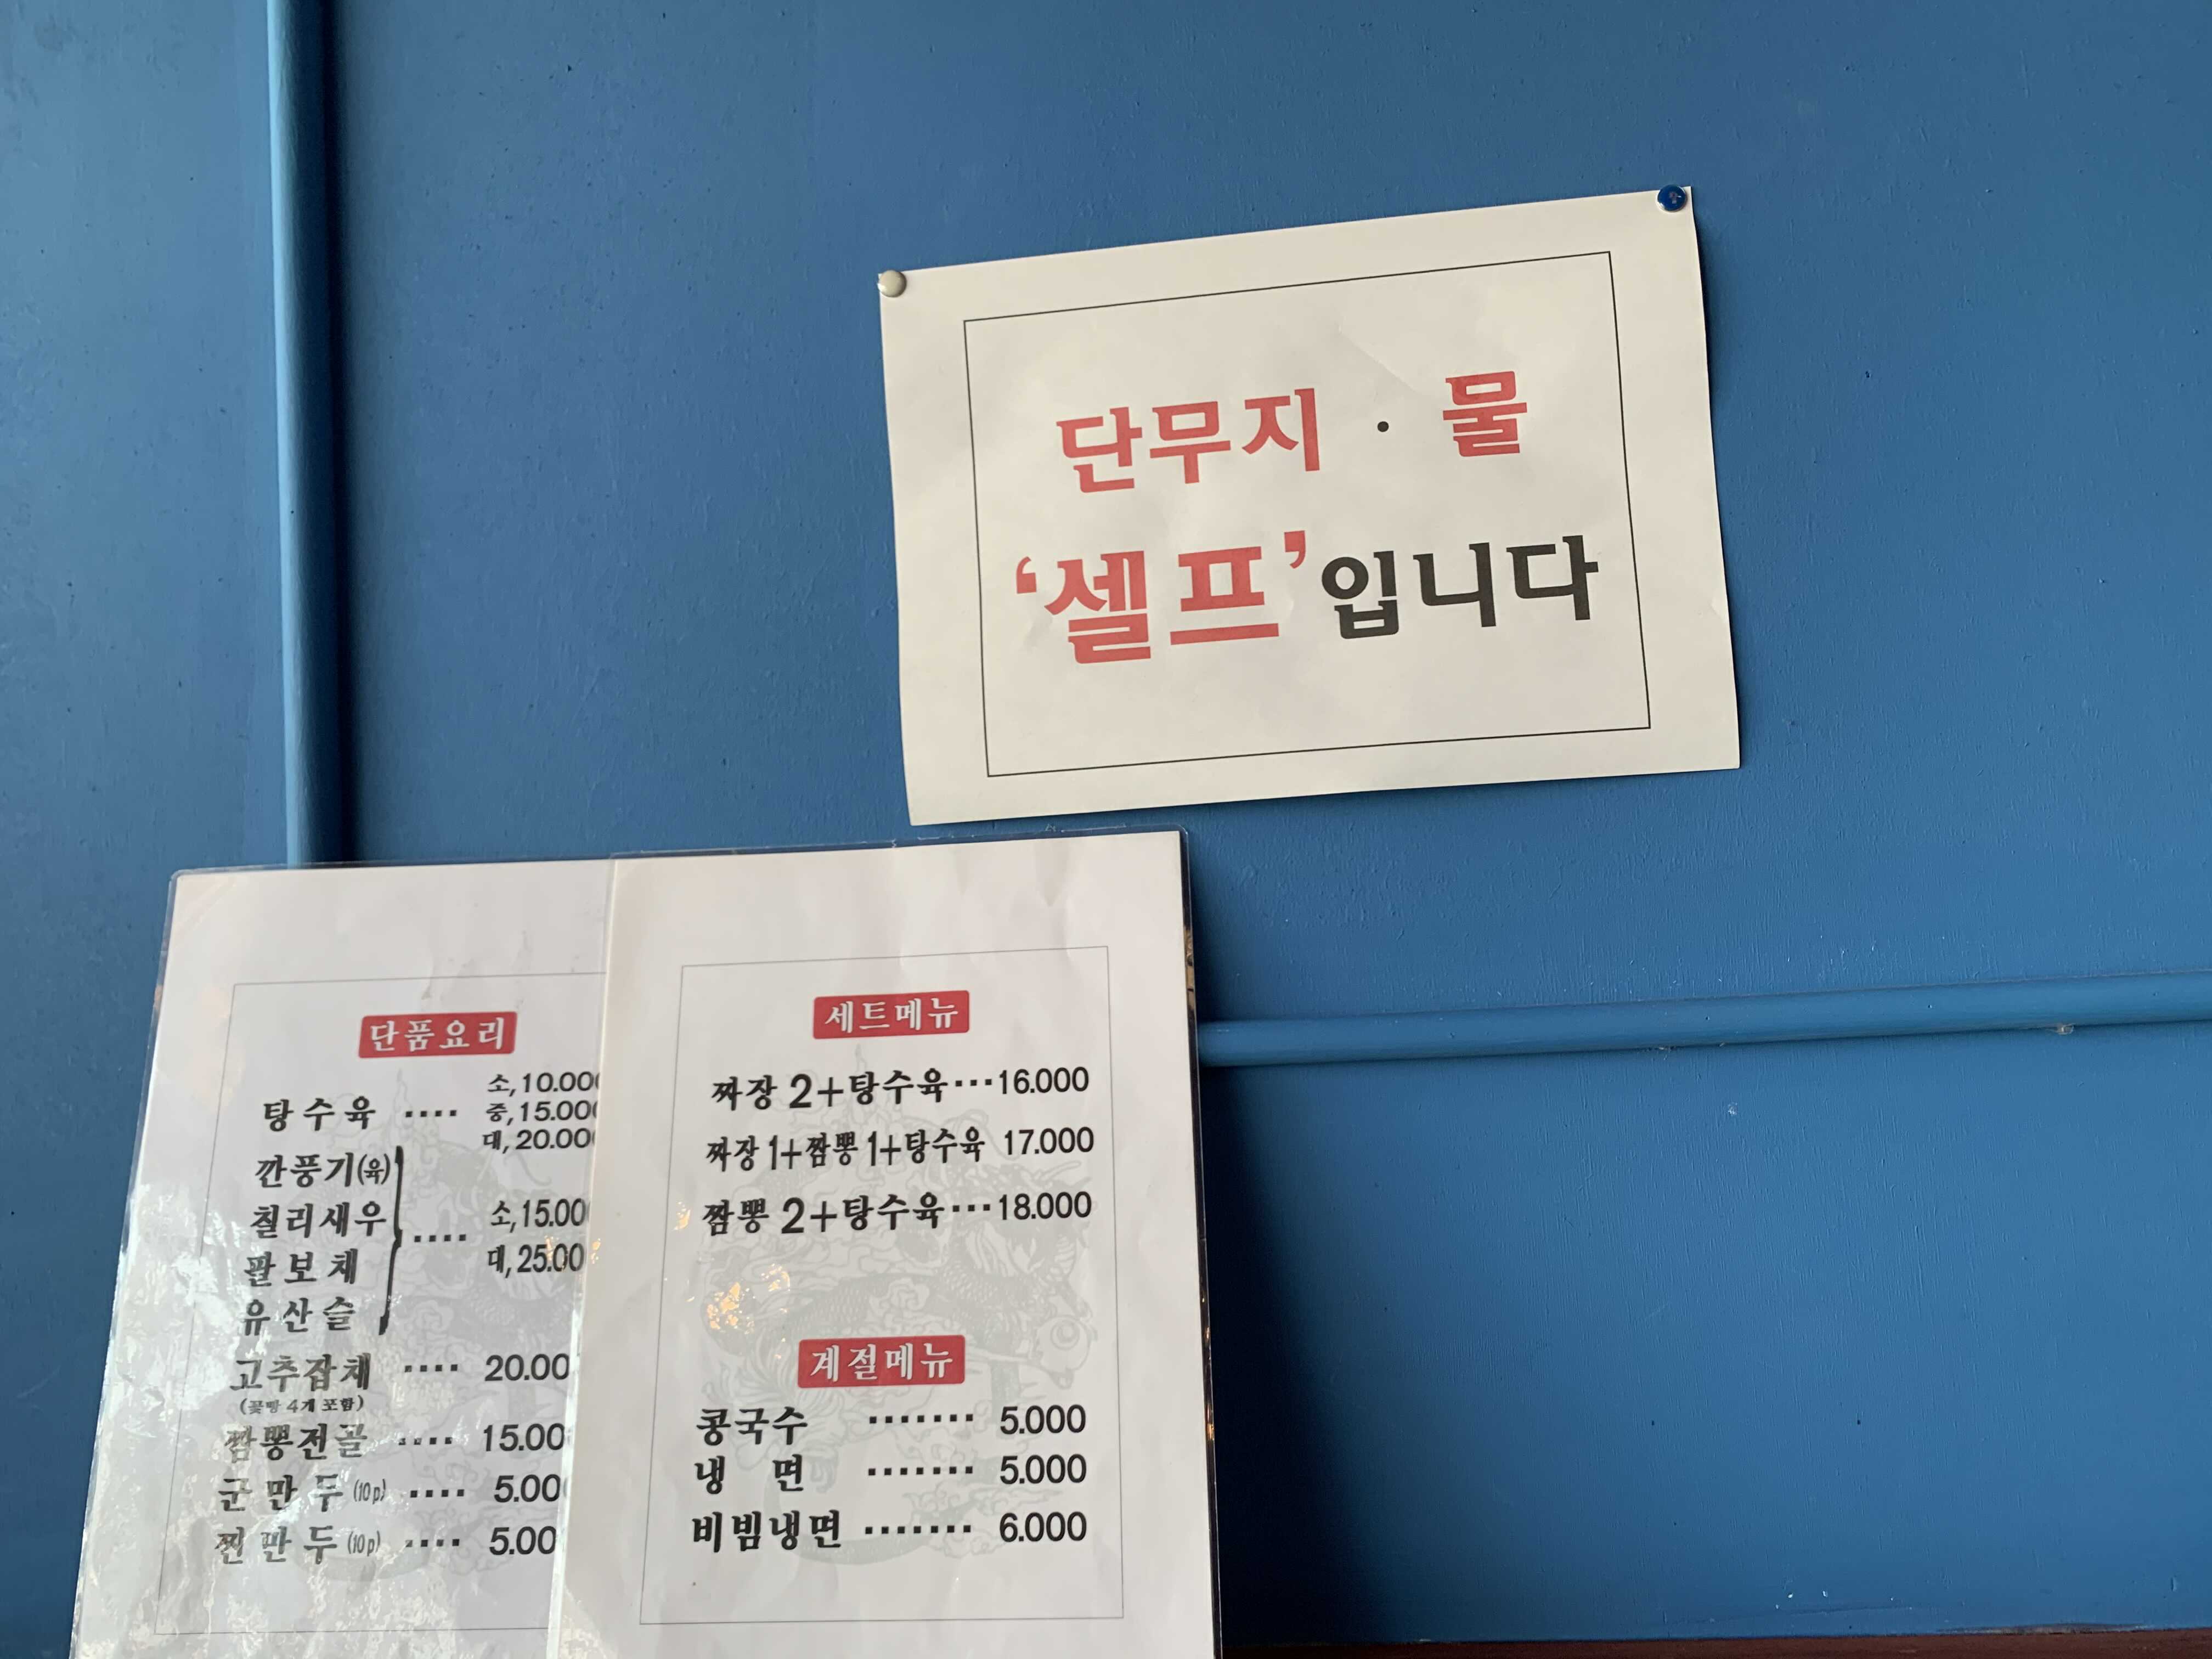 단무지 · 물
‘셀프’입니다
단품요리
탕수육 ···· 소, 10.000
중, 15.000
대, 20.000
깐풍기(육)
칠리새우
팔보채
유산슬
···· 소, 15.00
대, 25.00
고추잡채 ···· 20.00
(꽃빵 4개 포함)
짬뽕전골 ···· 15.00
군만두 (10p) ···· 5.00
찐만두 (10p) ···· 5.00
세트메뉴
짜장 2+탕수육···16.000
짜장 1+짬뽕 1+탕수육 17.000
짬뽕 2+탕수육···18.000
계절메뉴
콩국수 ······· 5.000
냉 면 ······· 5.000
비빔냉면 ······· 6.000